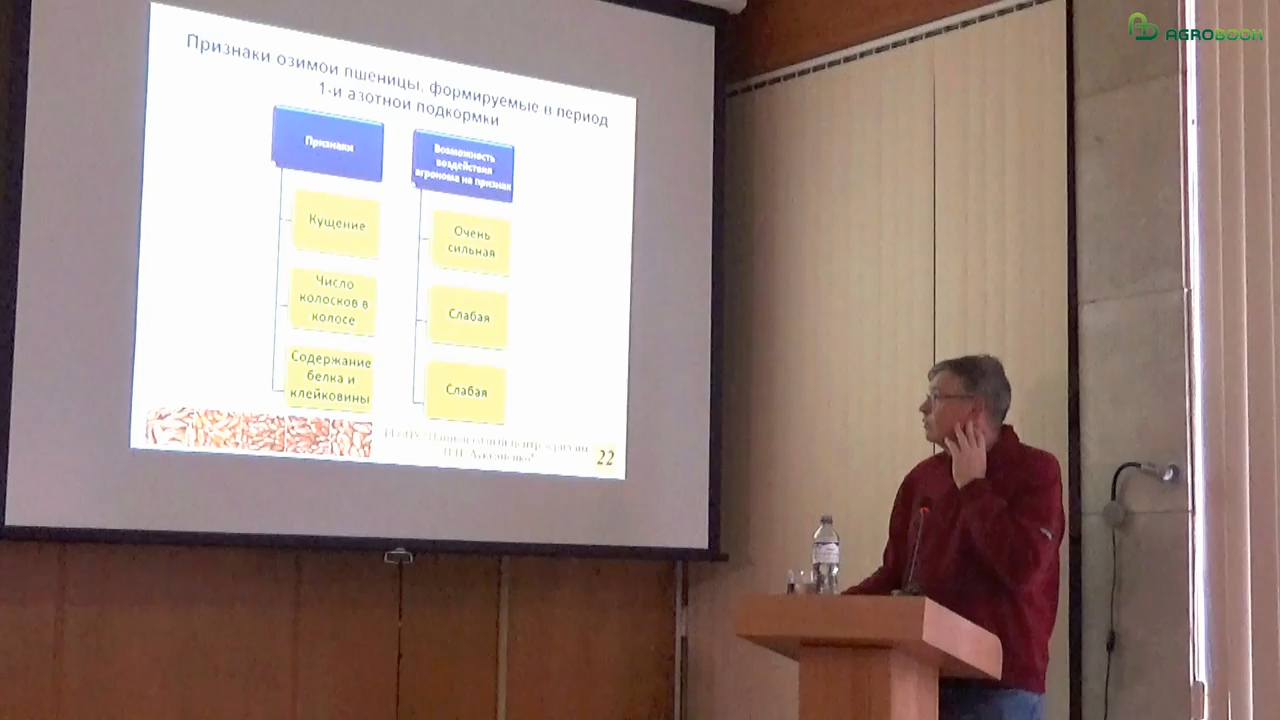 AGROBOOK
Признаки озимой пшеницы, формируемые в период
1-й азотной подкормки
Признаки
Возможность
воздействия
агронома на признак
Кущение
Очень
сильная
Число
колосков в
колосе
Слабая
Содержание
белка и
клейковины
Слабая
22